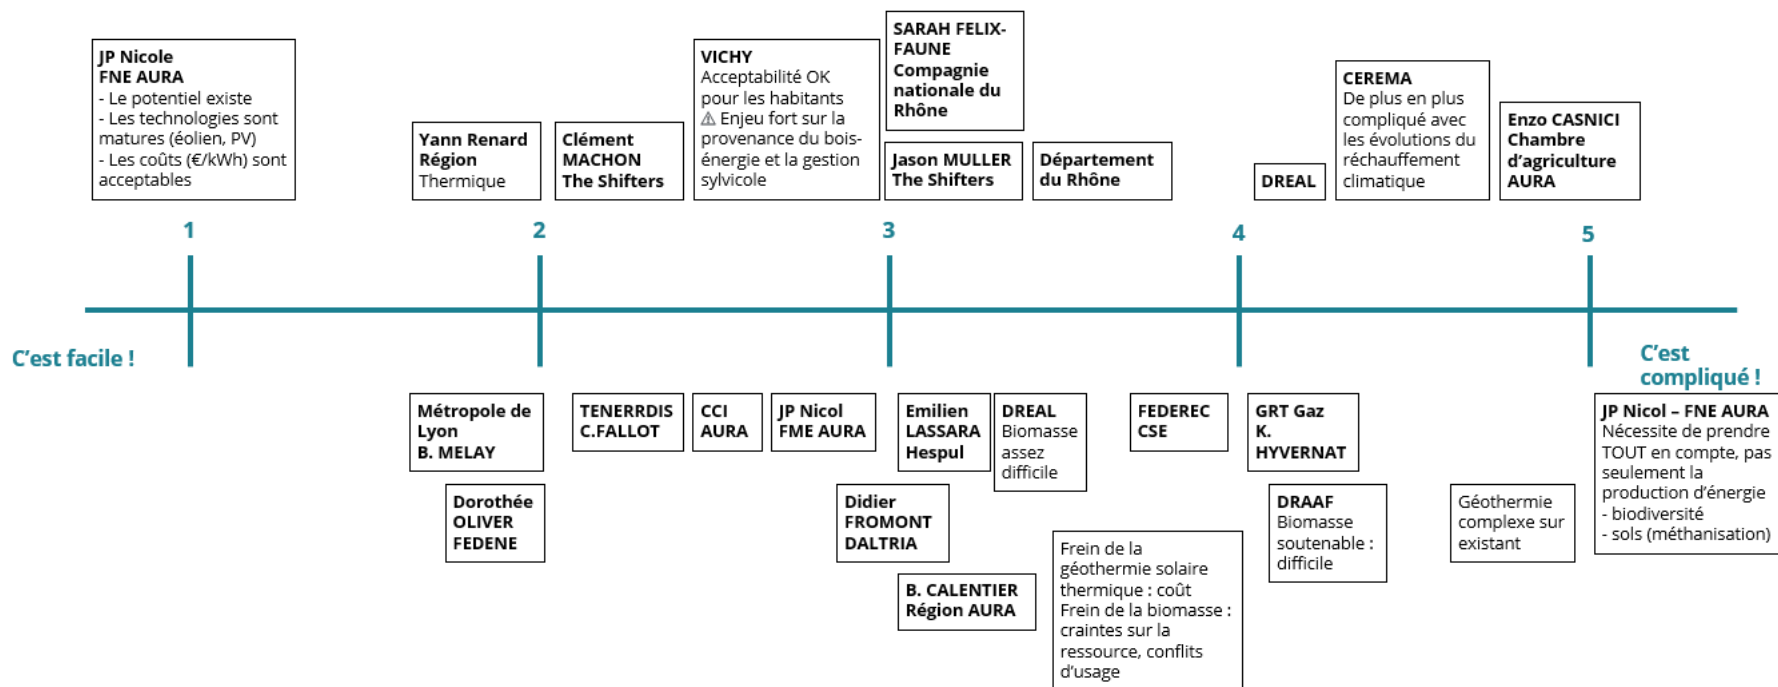 JP Nicole
FNE AURA
- Le potentiel existe
- Les technologies sont
matures (éolien, PV)
- Les coûts (€/kWh) sont
acceptables
Yann Renard
Région
Thermique
Clément
MACHON
The Shifters
VICHY
Acceptabilité OK
pour les habitants
⚠ Enjeu fort sur la
provenance du bois-
énergie et la gestion
sylvicole
SARAH FELIX-
FAUNE
Compagnie
nationale du
Rhône
Jason MULLER
The Shifters
Département
du Rhône
DREAL
CEREMA
De plus en plus
compliqué avec
les évolutions du
réchauffement
climatique
Enzo CASNICI
Chambre
d’agriculture
AURA
1
2
3
4
5
C’est facile !
C’est
compliqué !
Métropole de
Lyon
B. MELAY
Dorothée
OLIVER
FEDENE
TENERRDIS
C.FALLOT
CCI
AURA
JP Nicol
FME AURA
Emilien
LASSARA
Hespul
DREAL
Biomasse
assez
difficile
Didier
FROMONT
DALTRIA
B. CALENTIER
Région AURA
Frein de la
géothermie solaire
thermique : coût
Frein de la biomasse :
craintes sur la
ressource, conflits
d’usage
FEDEREC
CSE
GRT Gaz
K.
HYVERNAT
DRAAF
Biomasse
soutenable :
difficile
Géothermie
complexe sur
existant
JP Nicol – FNE AURA
Nécessite de prendre
TOUT en compte, pas
seulement la
production d’énergie
- biodiversité
- sols (méthanisation)